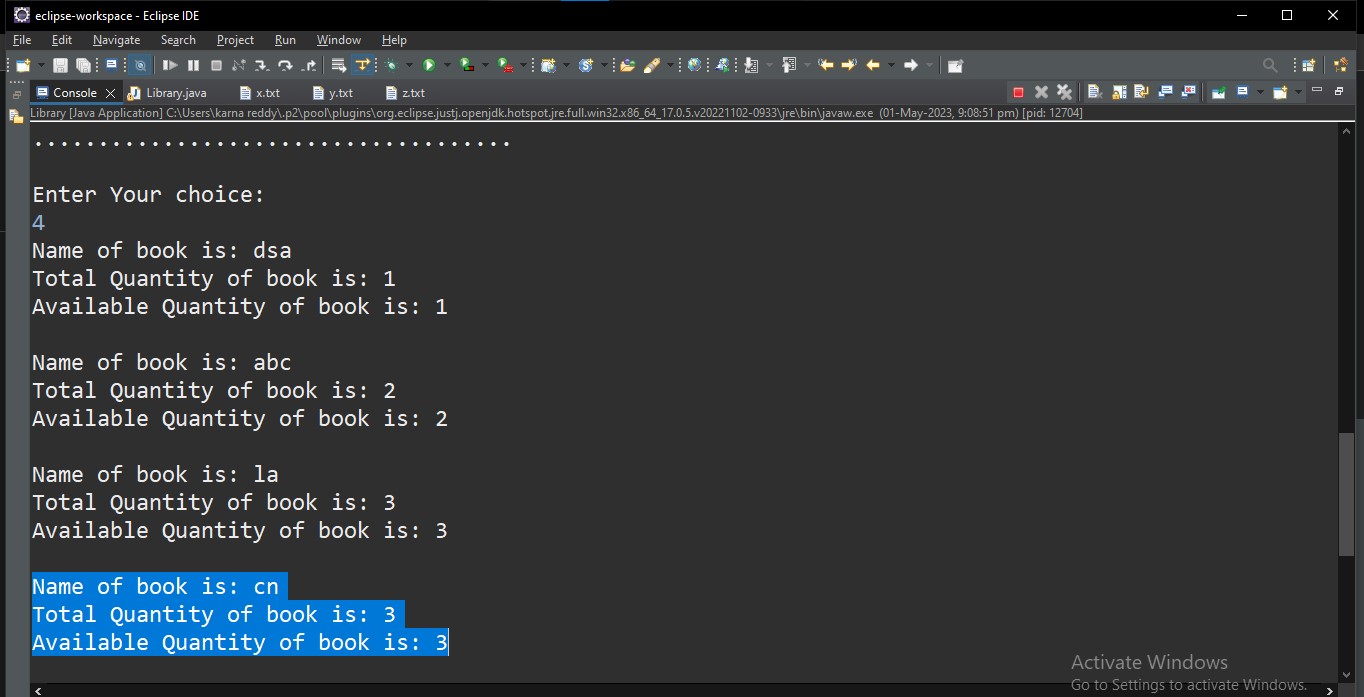 eclipse-workspace - Eclipse IDE
File Edit Navigate Search Project Run Window Help
Console Library.java x.txt y.txt z.txt
Library [Java Application] C:\Users\karna reddy\.p2\pool\plugins\org.eclipse.justj.openjdk.hotspot.jre.full.win32.x86_64_17.0.5.v20221102-0933\jre\bin\javaw.exe (01-May-2023, 9:08:51 pm) [pid: 12704]
.....................................
Enter Your choice:
4
Name of book is: dsa
Total Quantity of book is: 1
Available Quantity of book is: 1
Name of book is: abc
Total Quantity of book is: 2
Available Quantity of book is: 2
Name of book is: la
Total Quantity of book is: 3
Available Quantity of book is: 3
Name of book is: cn
Total Quantity of book is: 3
Available Quantity of book is: 3
Activate Windows
Go to Settings to activate Windows.